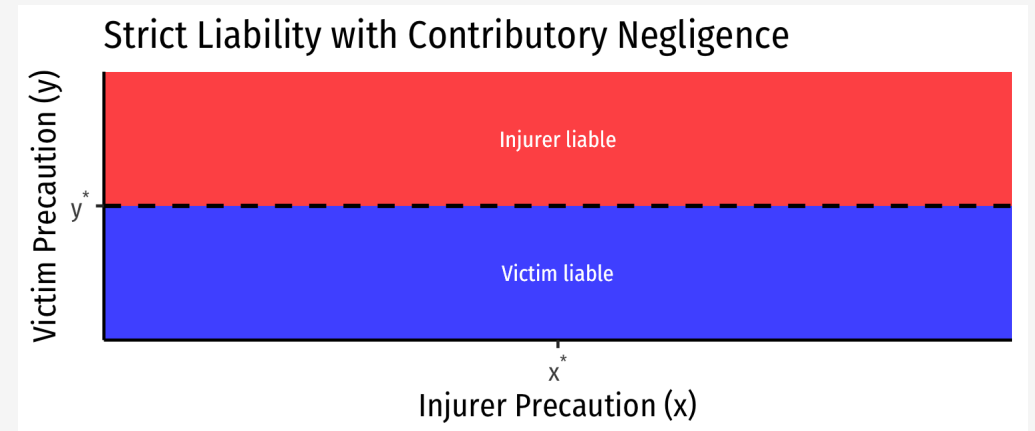 Strict Liability with Contributory Negligence
Victim Precaution (y)
Injurer liable
y*
Victim liable
x*
Injurer Precaution (x)